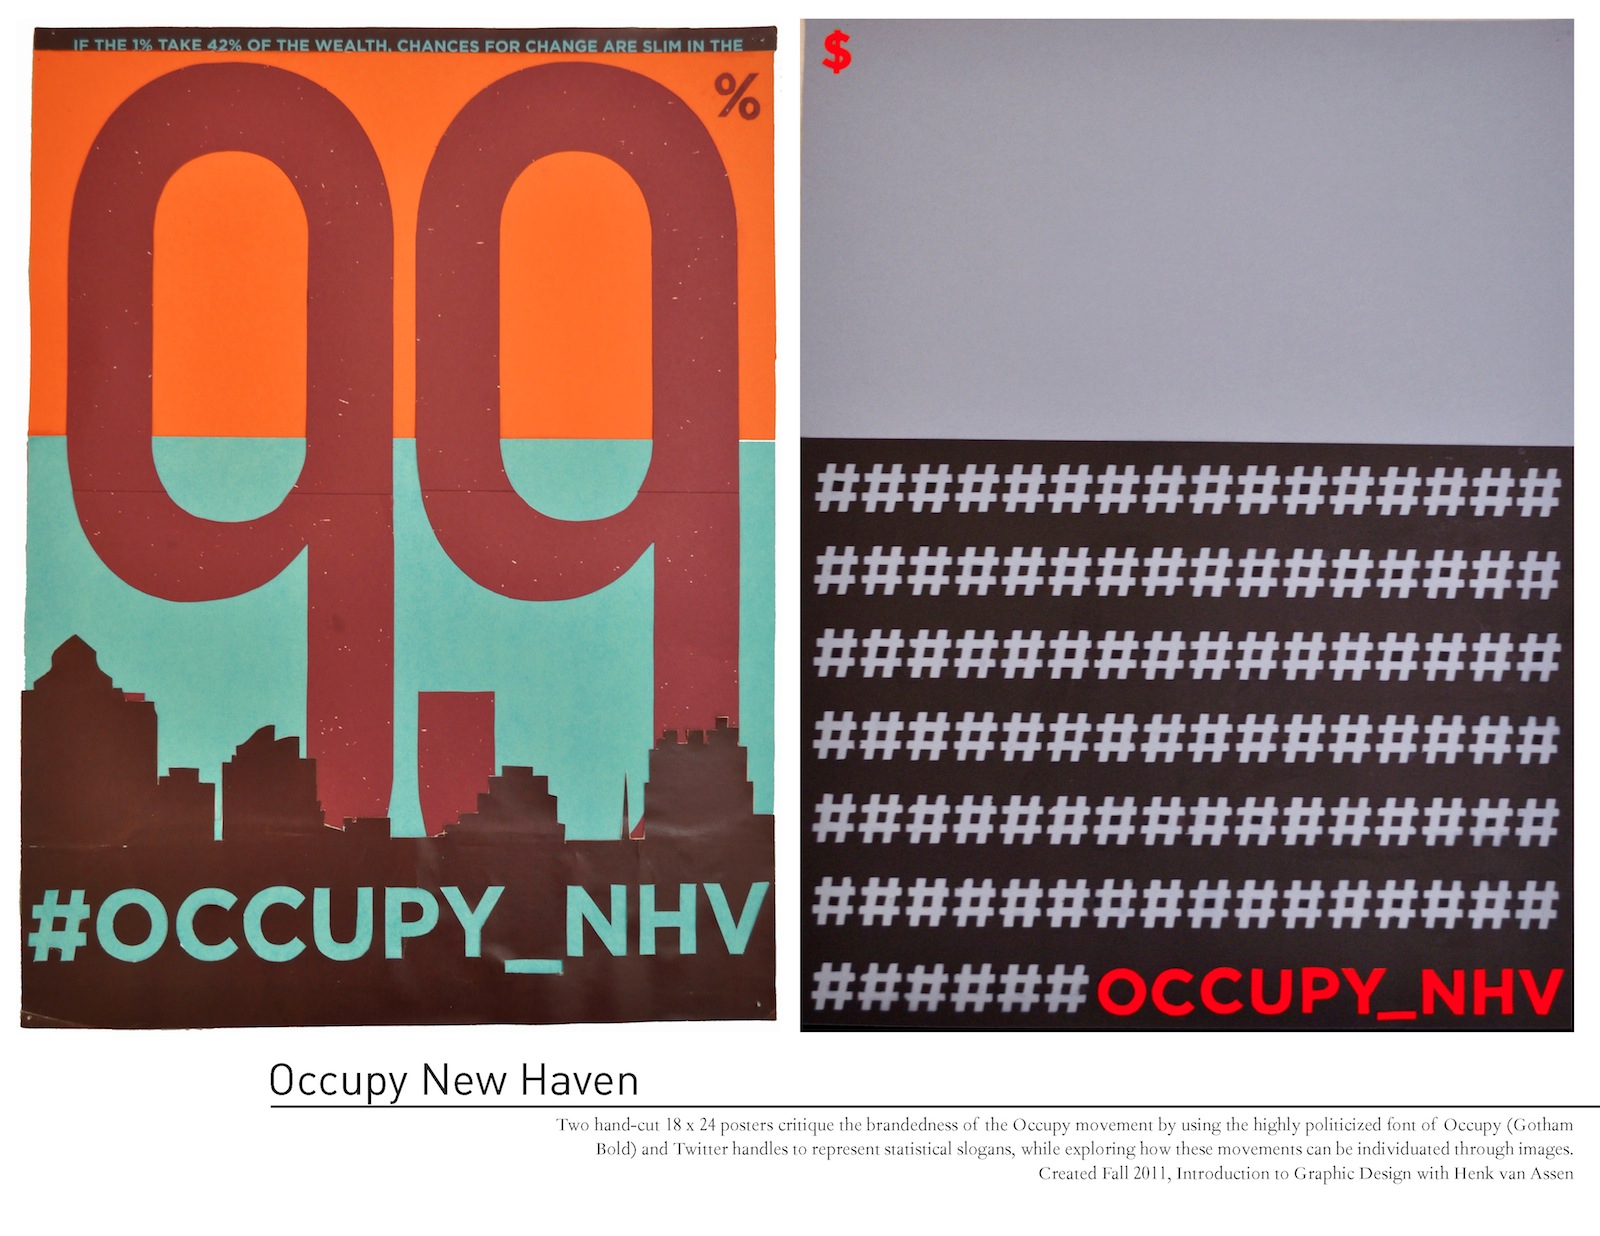 IF THE 1% TAKE 42% OF THE WEALTH, CHANCES FOR CHANGE ARE SLIM IN THE
99%
#OCCUPY_NHV
$
################
################
################
################
################
################
######OCCUPY_NHV
Occupy New Haven
Two hand-cut 18 x 24 posters critique the brandedness of the Occupy movement by using the highly politicized font of Occupy (Gotham
Bold) and Twitter handles to represent statistical slogans, while exploring how these movements can be individuated through images.
Created Fall 2011, Introduction to Graphic Design with Henk van Assen